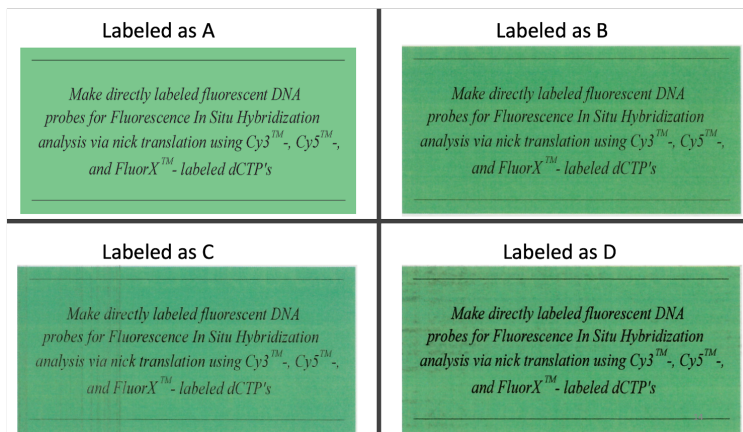 Labeled as A
Make directly labeled fluorescent DNA
probes for Fluorescence In Situ Hybridization
analysis via nick translation using Cy3™-, Cy5™-,
and FluorX™- labeled dCTP's
Labeled as B
Make directly labeled fluorescent DNA
probes for Fluorescence In Situ Hybridization
analysis via nick translation using Cy3™-, Cy5™-,
and FluorX™- labeled dCTP's
Labeled as C
Make directly labeled fluorescent DNA
probes for Fluorescence In Situ Hybridization
analysis via nick translation using Cy3™-, Cy5™-,
and FluorX™- labeled dCTP's
Labeled as D
Make directly labeled fluorescent DNA
probes for Fluorescence In Situ Hybridization
analysis via nick translation using Cy3™-, Cy5™-,
and FluorX™- labeled dCTP's